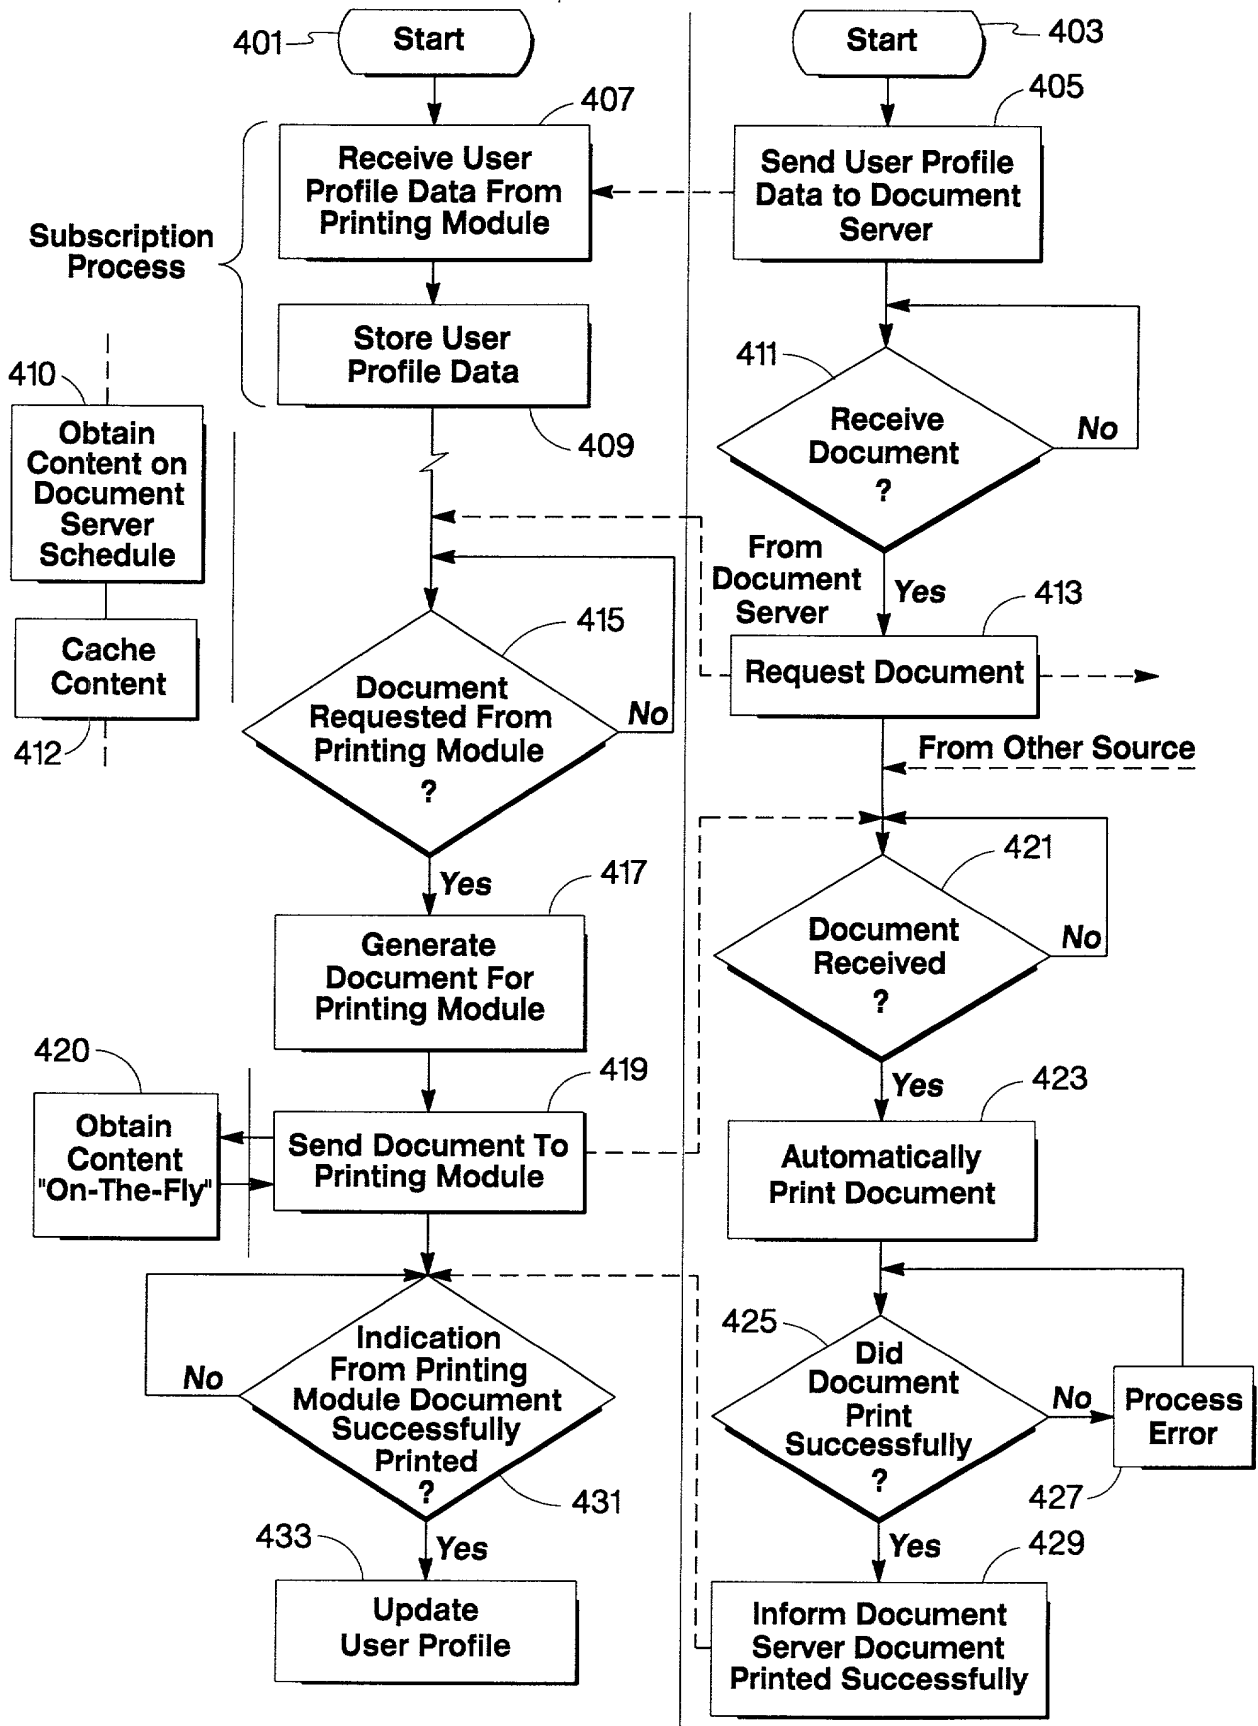 401
Start
407
Receive User
Profile Data From
Printing Module
Subscription
Process
Store User
Profile Data
409
410
Obtain
Content on
Document
Server
Schedule
Cache
Content
412
415
Document
Requested From
Printing Module
?
No
Yes
417
Generate
Document For
Printing Module
420
Obtain
Content
"On-The-Fly"
419
Send Document To
Printing Module
Indication
From Printing
Module Document
Successfully
Printed
?
No
431
Yes
433
Update
User Profile
Start
403
405
Send User Profile
Data to Document
Server
411
Receive
Document
?
No
From
Document
Server
Yes
413
Request Document
From Other Source
421
Document
Received
?
No
Yes
423
Automatically
Print Document
425
Did
Document
Print
Successfully
?
No
Process
Error
427
Yes
429
Inform Document
Server Document
Printed Successfully